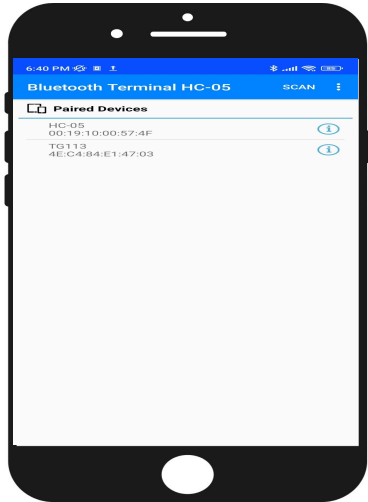 6:40 PM
Bluetooth Terminal HC-05 SCAN
Paired Devices
HC-05
00:19:10:00:57:4F
TG113
4E:C4:84:E1:47:03